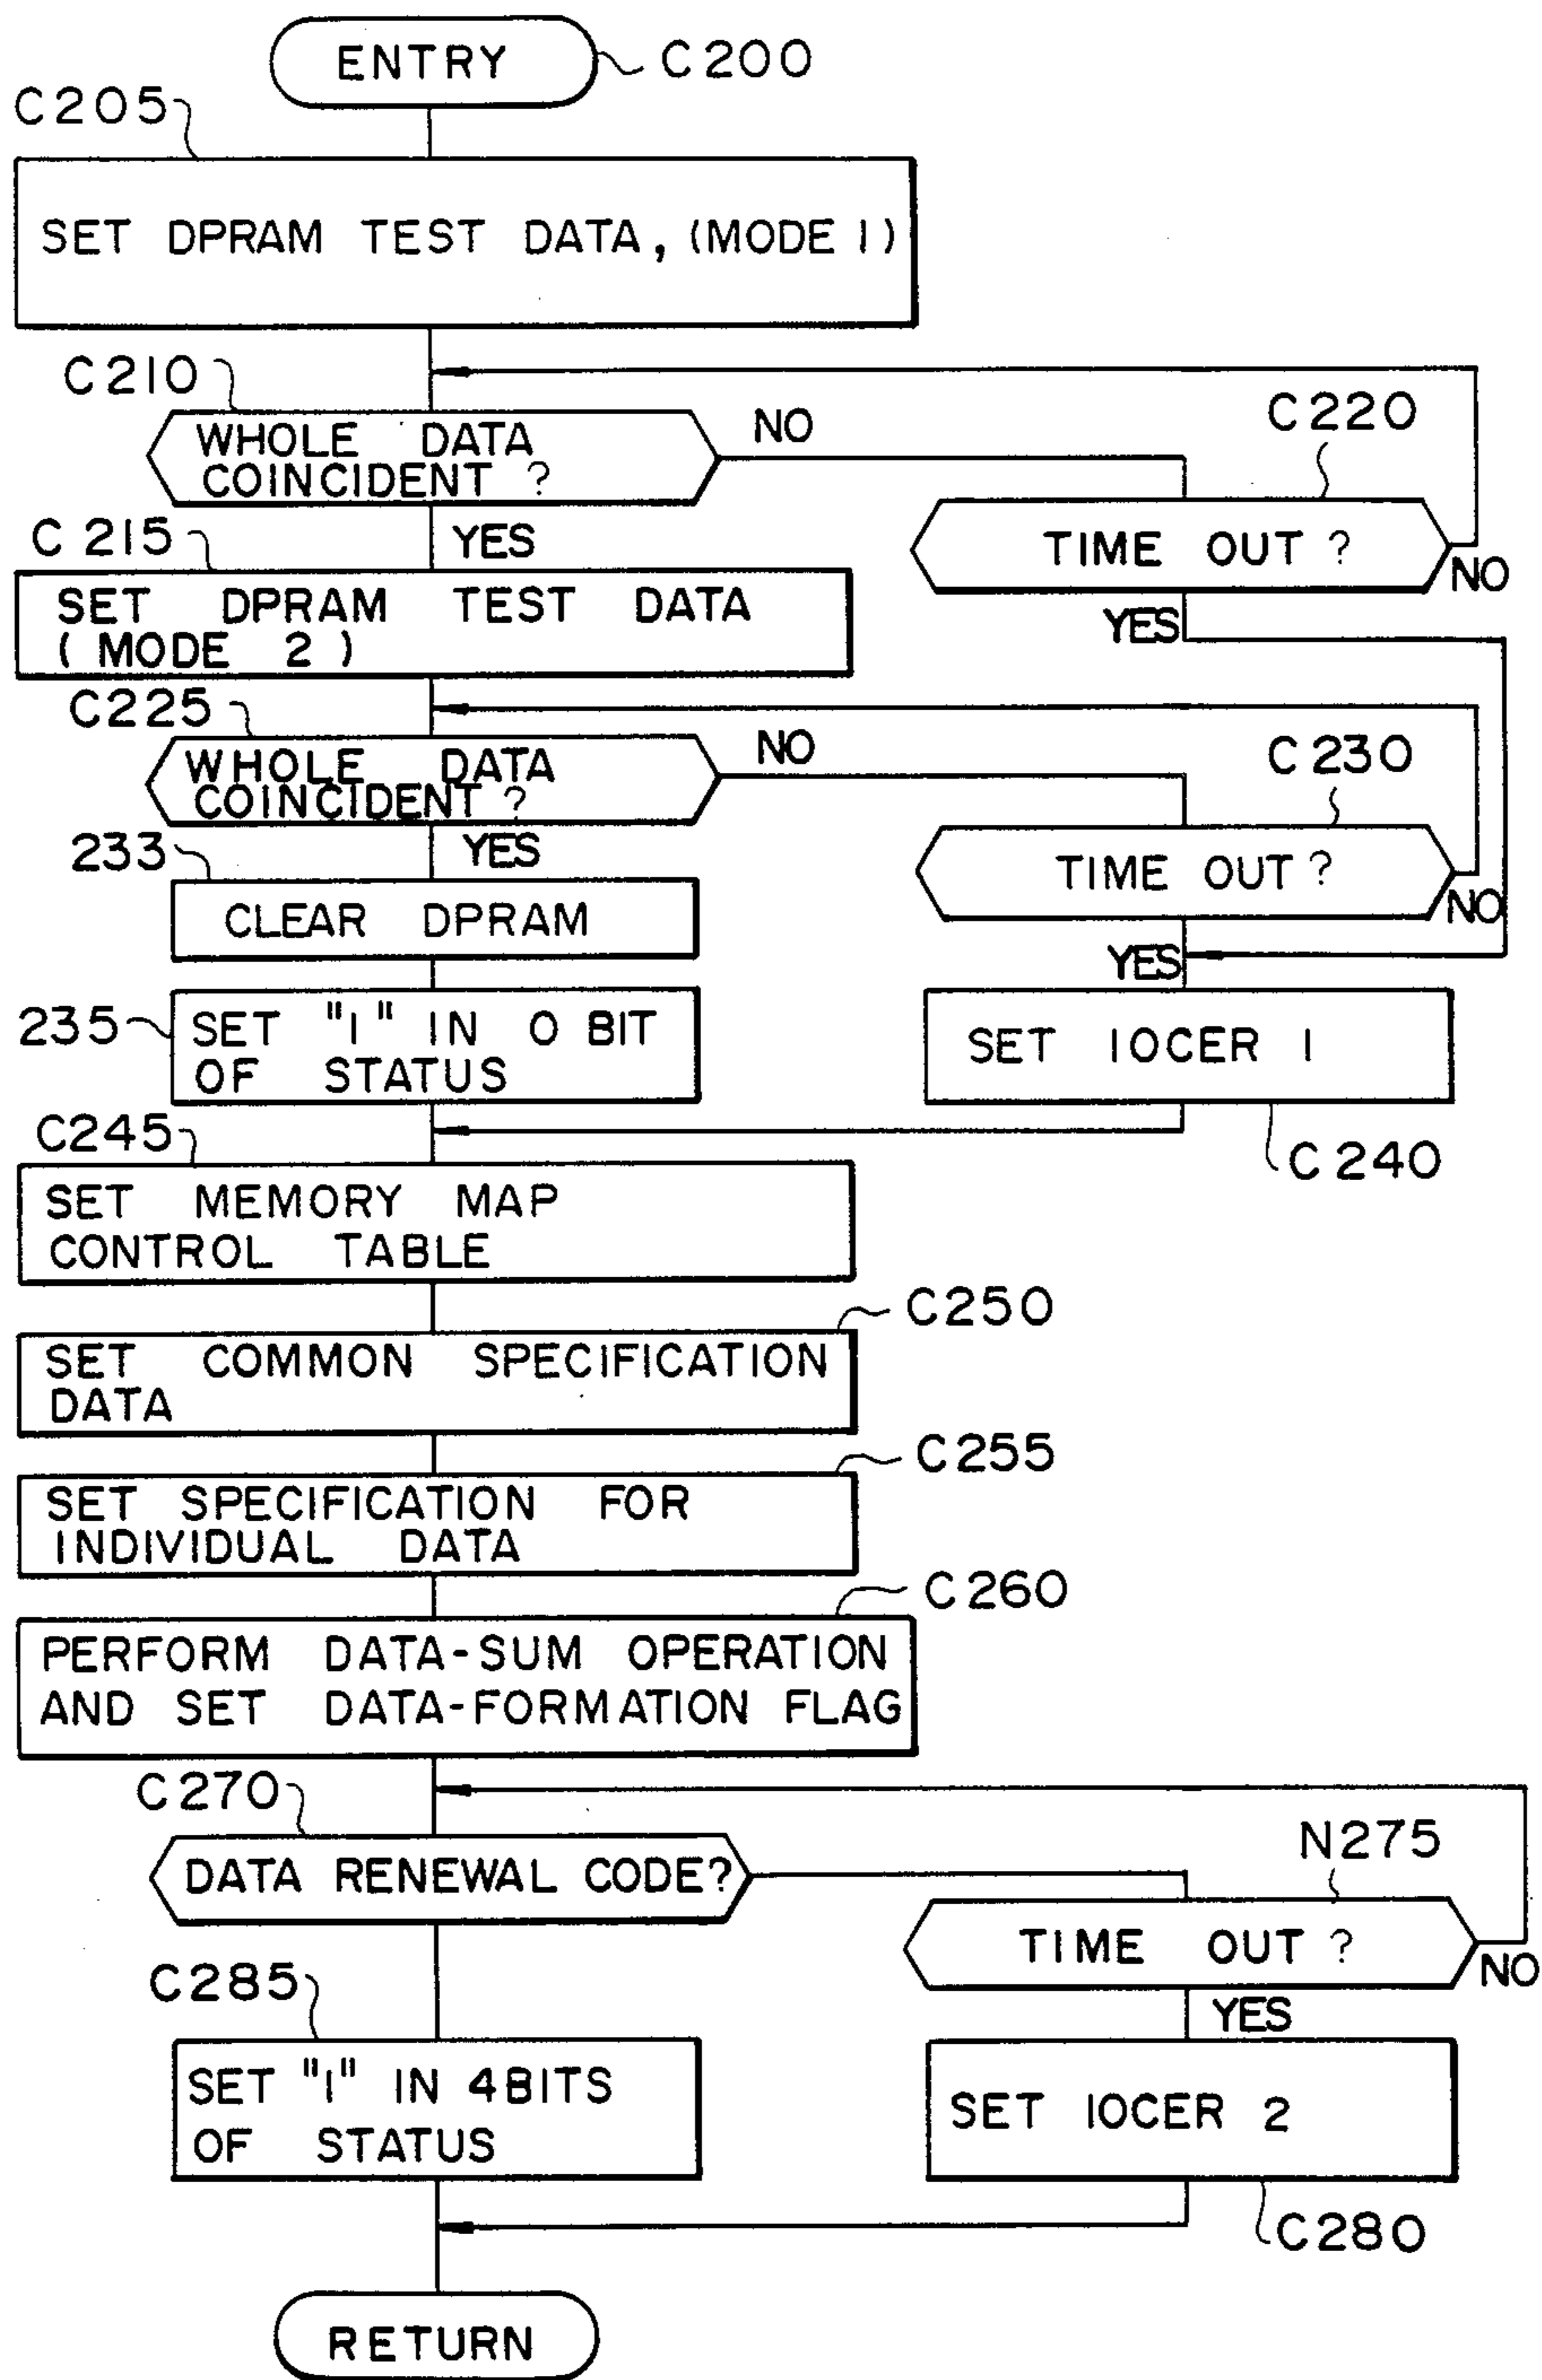 ENTRY
C200
C205
SET DPRAM TEST DATA, (MODE 1)
C210
WHOLE DATA
COINCIDENT ?
NO
C220
TIME OUT ?
NO
YES
YES
C215
SET DPRAM TEST DATA
( MODE 2 )
C225
WHOLE DATA
COINCIDENT ?
NO
C230
TIME OUT ?
NO
YES
YES
233
CLEAR DPRAM
235
SET "1" IN 0 BIT
OF STATUS
SET IOCER 1
C240
C245
SET MEMORY MAP
CONTROL TABLE
C250
SET COMMON SPECIFICATION
DATA
C255
SET SPECIFICATION FOR
INDIVIDUAL DATA
C260
PERFORM DATA-SUM OPERATION
AND SET DATA-FORMATION FLAG
C270
DATA RENEWAL CODE?
N275
TIME OUT ?
NO
YES
C285
SET "1" IN 4BITS
OF STATUS
SET IOCER 2
C280
RETURN